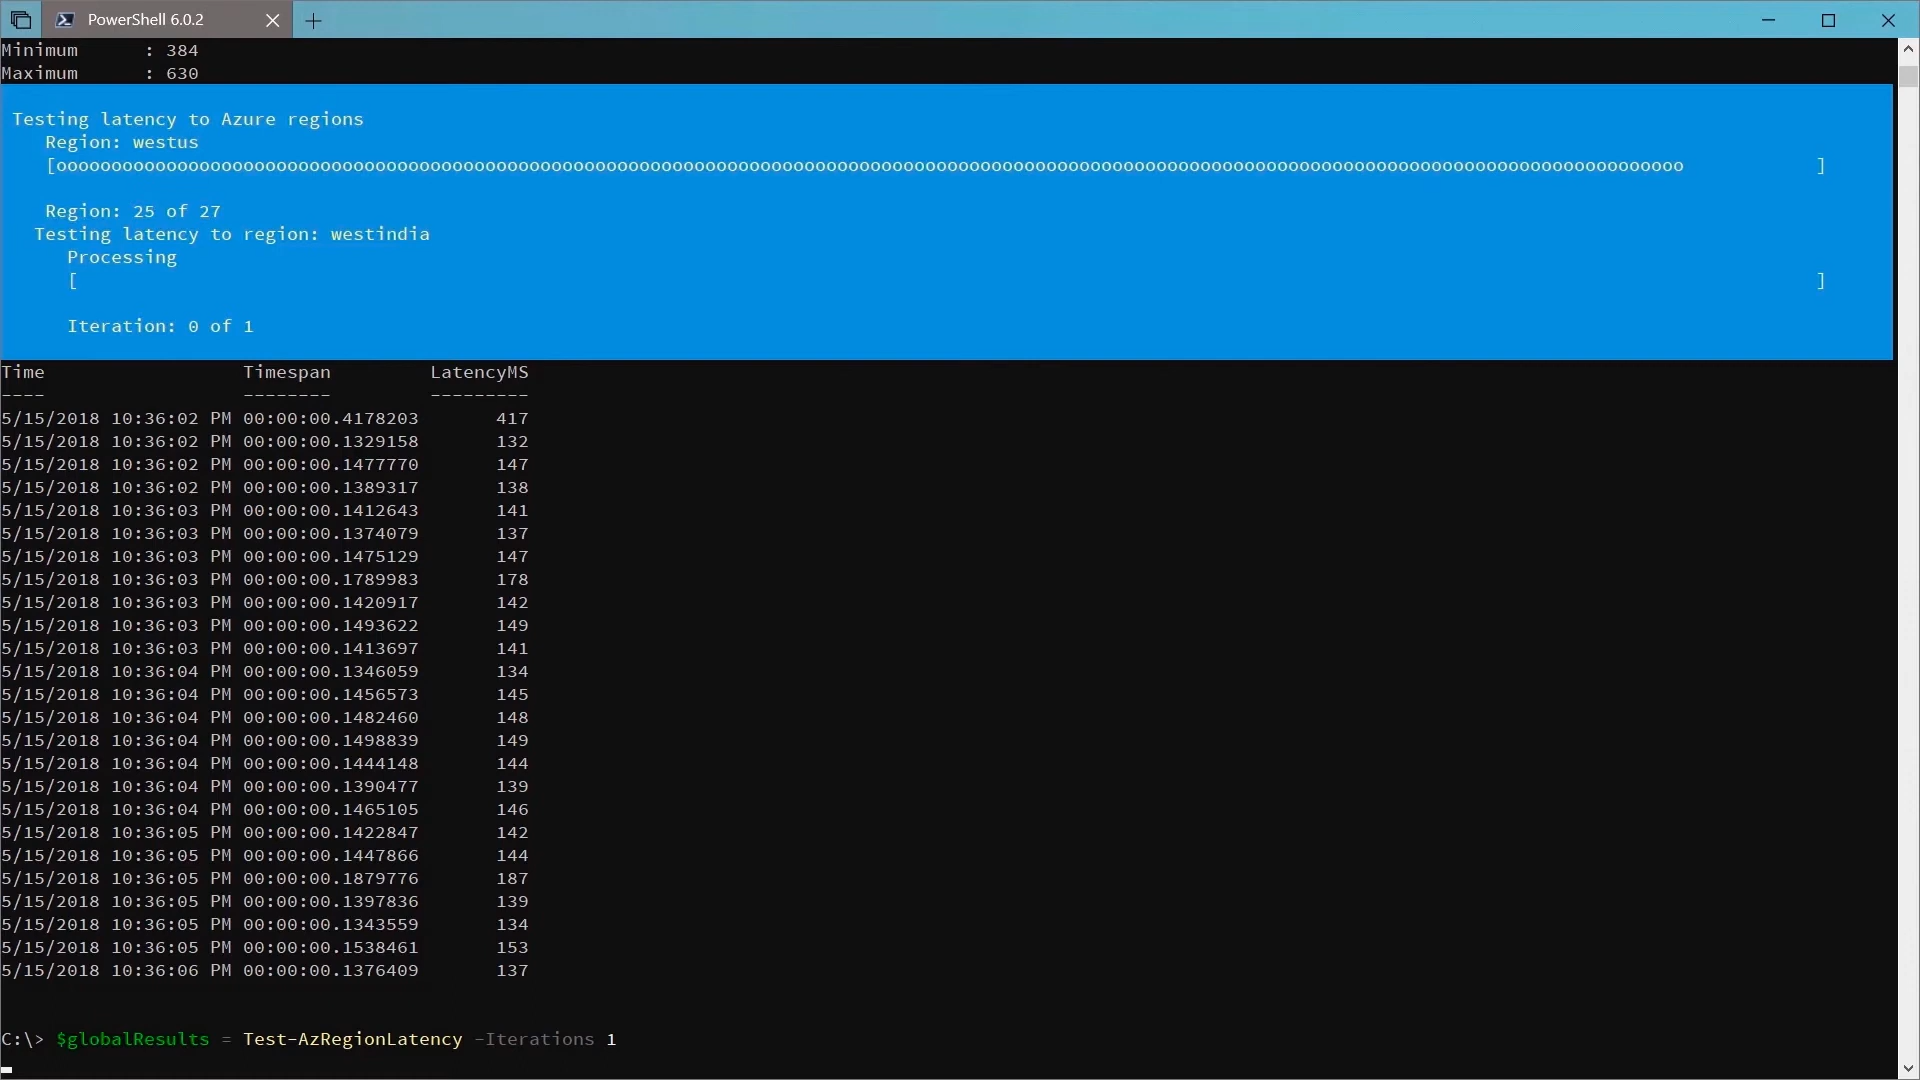 PowerShell 6.0.2
Minimum      : 384
Maximum      : 630
Testing latency to Azure regions
Region: westus
[oooooooooooooooooooooooooooooooooooooooooooooooooooooooooooooooooooooooooooooooooooooooooooooooooooooooooooooooooooooooooooooooooooooooooooooooooooo            ]
Region: 25 of 27
Testing latency to region: westindia
Processing
[                                                                                                                                                               ]
Iteration: 0 of 1
Time                  Timespan         LatencyMS
----                  --------         ---------
5/15/2018 10:36:02 PM 00:00:00.4178203       417
5/15/2018 10:36:02 PM 00:00:00.1329158       132
5/15/2018 10:36:02 PM 00:00:00.1477770       147
5/15/2018 10:36:02 PM 00:00:00.1389317       138
5/15/2018 10:36:03 PM 00:00:00.1412643       141
5/15/2018 10:36:03 PM 00:00:00.1374079       137
5/15/2018 10:36:03 PM 00:00:00.1475129       147
5/15/2018 10:36:03 PM 00:00:00.1789983       178
5/15/2018 10:36:03 PM 00:00:00.1420917       142
5/15/2018 10:36:03 PM 00:00:00.1493622       149
5/15/2018 10:36:03 PM 00:00:00.1413697       141
5/15/2018 10:36:04 PM 00:00:00.1346059       134
5/15/2018 10:36:04 PM 00:00:00.1456573       145
5/15/2018 10:36:04 PM 00:00:00.1482460       148
5/15/2018 10:36:04 PM 00:00:00.1498839       149
5/15/2018 10:36:04 PM 00:00:00.1444148       144
5/15/2018 10:36:04 PM 00:00:00.1390477       139
5/15/2018 10:36:04 PM 00:00:00.1465105       146
5/15/2018 10:36:05 PM 00:00:00.1422847       142
5/15/2018 10:36:05 PM 00:00:00.1447866       144
5/15/2018 10:36:05 PM 00:00:00.1879776       187
5/15/2018 10:36:05 PM 00:00:00.1397836       139
5/15/2018 10:36:05 PM 00:00:00.1343559       134
5/15/2018 10:36:05 PM 00:00:00.1538461       153
5/15/2018 10:36:06 PM 00:00:00.1376409       137
C:\> $globalResults = Test-AzRegionLatency -Iterations 1